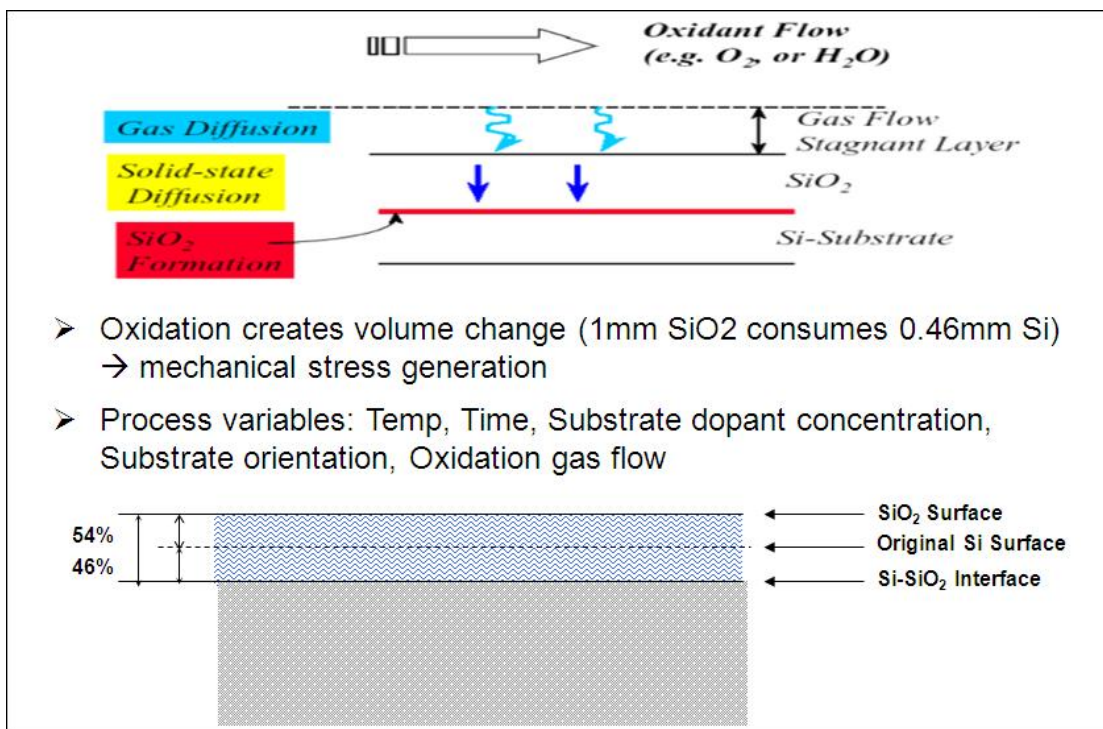 Oxidant Flow
(e.g. O₂, or H₂O)
Gas Diffusion
Gas Flow
Stagnant Layer
Solid-state
Diffusion
SiO₂
SiO₂
Formation
Si-Substrate
➢ Oxidation creates volume change (1mm SiO2 consumes 0.46mm Si)
→ mechanical stress generation
➢ Process variables: Temp, Time, Substrate dopant concentration,
Substrate orientation, Oxidation gas flow
54%
46%
SiO₂ Surface
Original Si Surface
Si-SiO₂ Interface